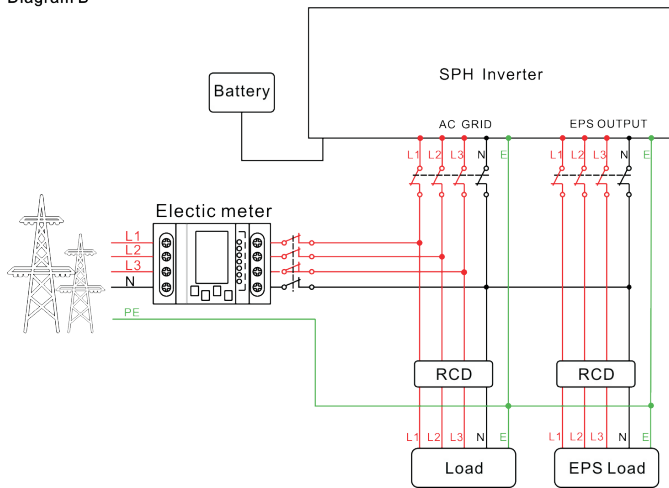 Diagram B
SPH Inverter
Battery
AC GRID
EPS OUTPUT
L1 L2 L3 N E
L1 L2 L3 N E
Electic meter
L1
L2
L3
N
PE
RCD
RCD
L1 L2 L3 N E
L1 L2 L3 N E
Load
EPS Load